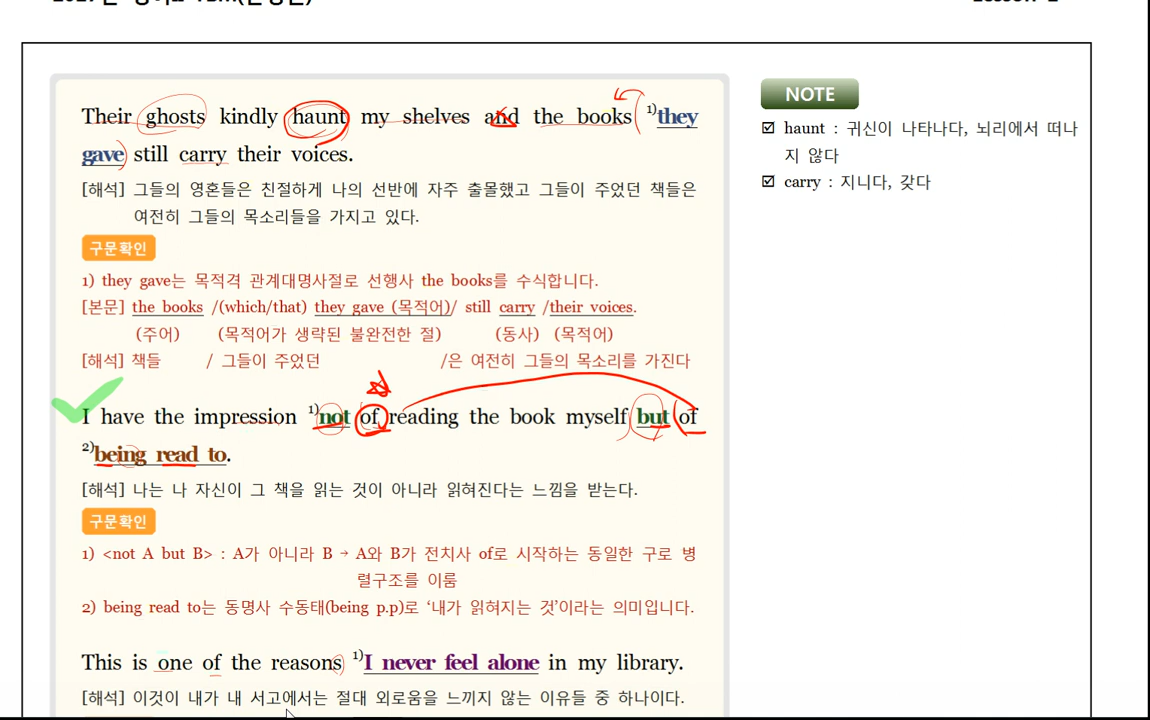 NOTE
Their ghosts kindly haunt my shelves and the books ¹⁾they
gave still carry their voices.
[해석] 그들의 영혼들은 친절하게 나의 선반에 자주 출몰했고 그들이 주었던 책들은
여전히 그들의 목소리들을 가지고 있다.
구문확인
1) they gave는 목적격 관계대명사절로 선행사 the books를 수식합니다.
[본문] the books /(which/that) they gave (목적어)/ still carry /their voices.
(주어) (목적어가 생략된 불완전한 절) (동사) (목적어)
[해석] 책들 / 그들이 주었던 /은 여전히 그들의 목소리를 가진다
I have the impression ¹⁾not of reading the book myself but of
²⁾being read to.
[해석] 나는 나 자신이 그 책을 읽는 것이 아니라 읽혀진다는 느낌을 받는다.
구문확인
1) <not A but B> : A가 아니라 B → A와 B가 전치사 of로 시작하는 동일한 구로 병
렬구조를 이룸
2) being read to는 동명사 수동태(being p.p)로 ‘내가 읽혀지는 것’이라는 의미입니다.
This is one of the reasons ¹⁾I never feel alone in my library.
[해석] 이것이 내가 내 서고에서는 절대 외로움을 느끼지 않는 이유들 중 하나이다.
☑ haunt : 귀신이 나타나다, 뇌리에서 떠나
지 않다
☑ carry : 지니다, 갖다